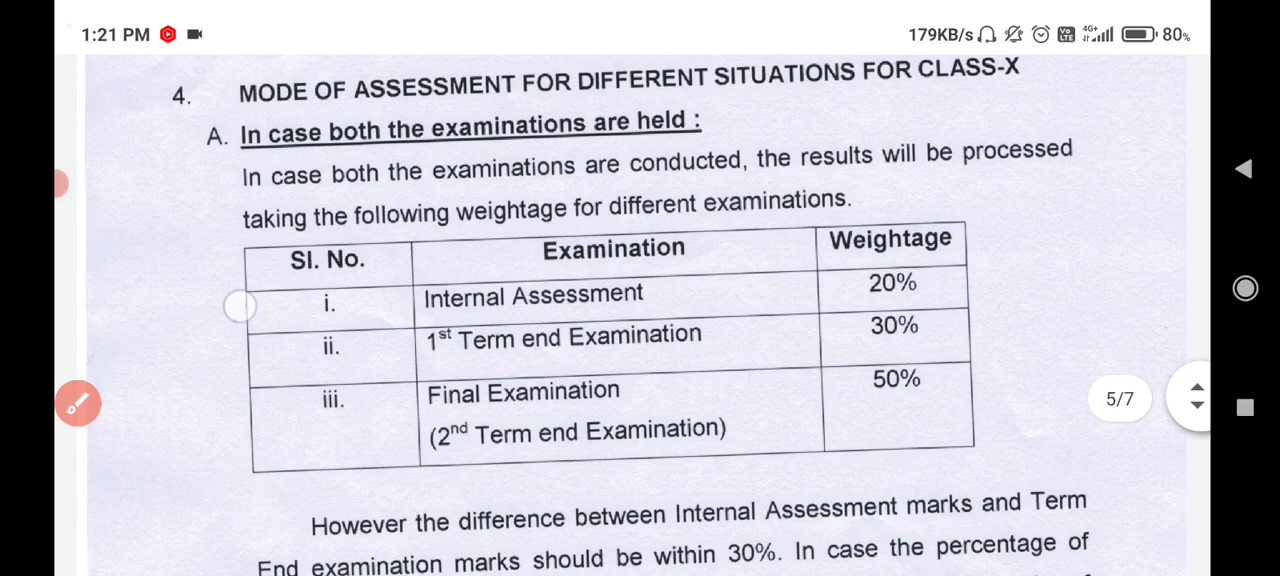 1:21 PM 179KB/s VoLTE 4G+ 80%
4. MODE OF ASSESSMENT FOR DIFFERENT SITUATIONS FOR CLASS-X
A. In case both the examinations are held :
In case both the examinations are conducted, the results will be processed
taking the following weightage for different examinations.
Sl. No. Examination Weightage
i. Internal Assessment 20%
ii. 1st Term end Examination 30%
iii. Final Examination 50%
(2nd Term end Examination)
5/7
However the difference between Internal Assessment marks and Term
End examination marks should be within 30%. In case the percentage of